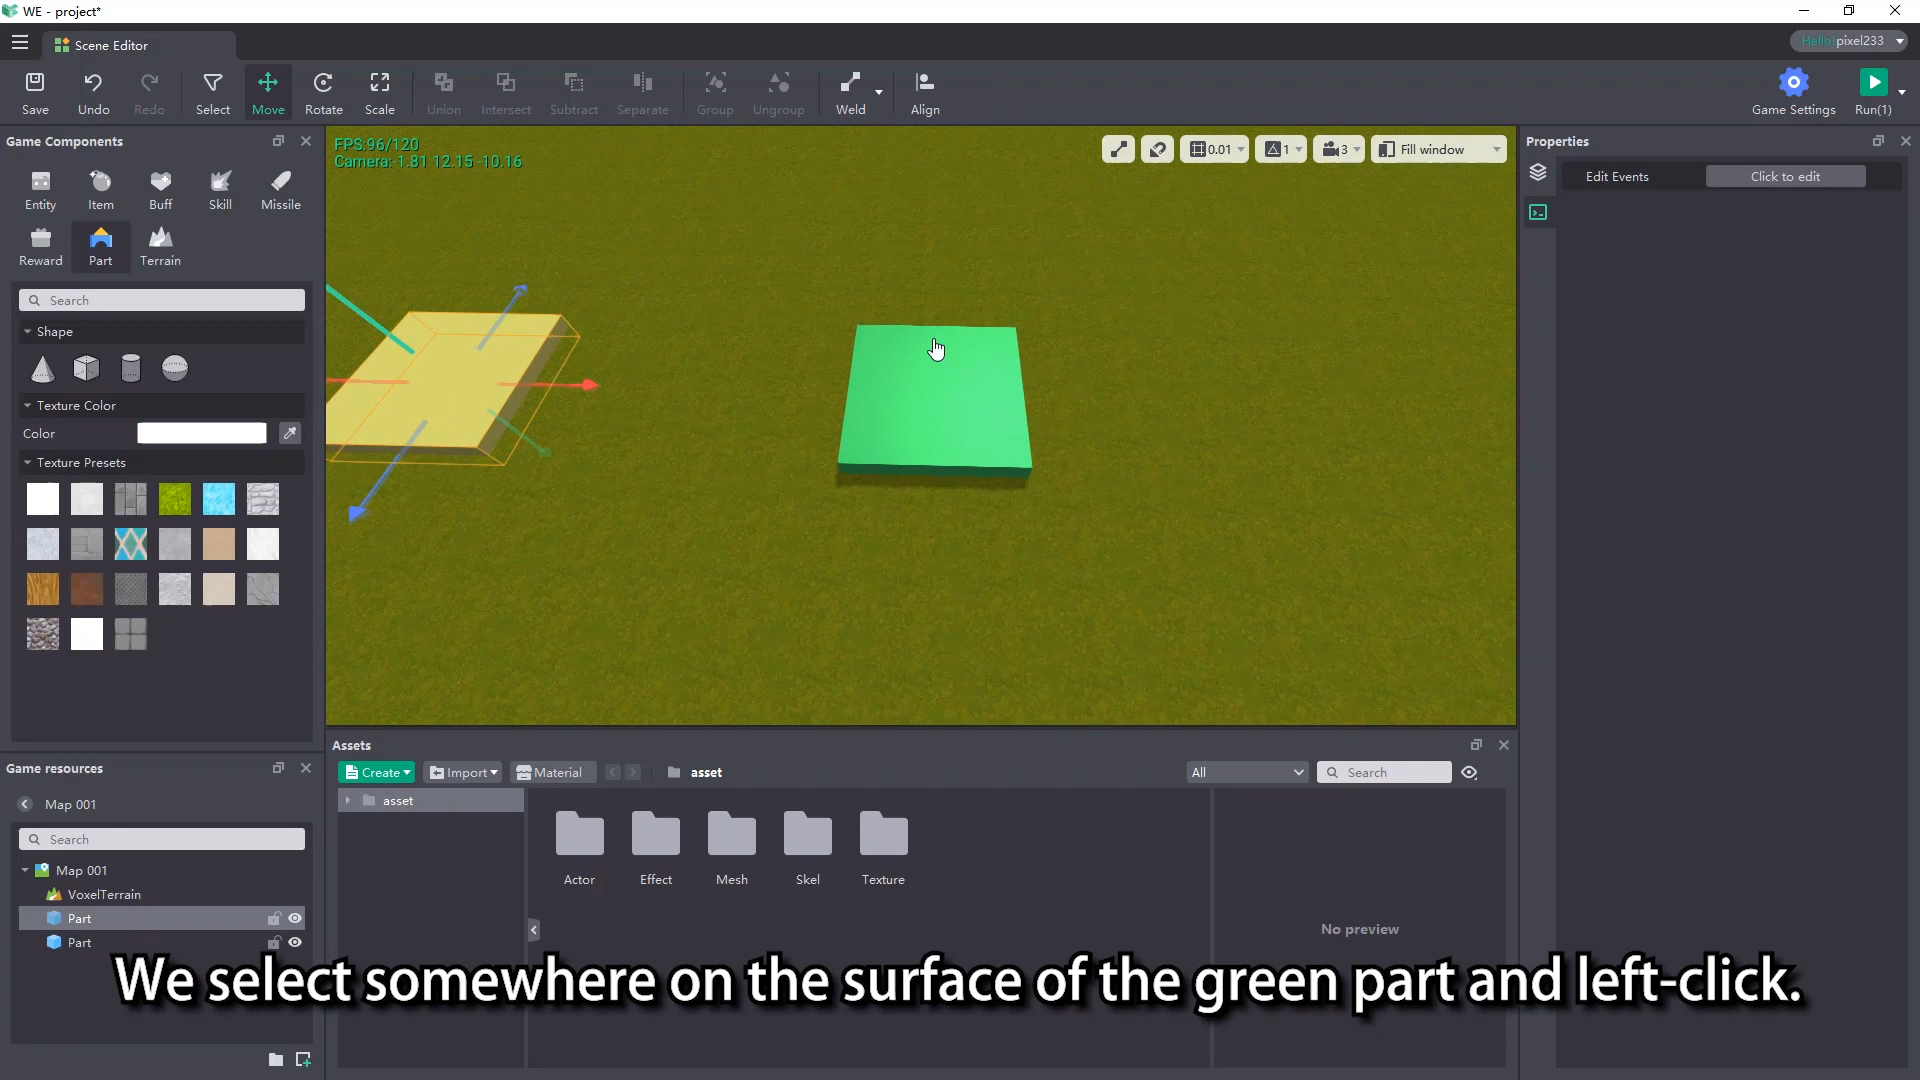 WE - project*
Scene Editor
Hello! pixel233
Save
Undo
Redo
Select
Move
Rotate
Scale
Union
Intersect
Subtract
Separate
Group
Ungroup
Weld
Align
Game Settings
Run(1)
Game Components
Entity
Item
Buff
Skill
Missile
Reward
Part
Terrain
Search
Shape
Texture Color
Color
Texture Presets
FPS:96/120
Camera:-1.81 12.15 -10.16
0.01
1
3
Fill window
Properties
Edit Events
Click to edit
Game resources
Map 001
Search
Map 001
VoxelTerrain
Part
Part
Assets
Create
Import
Material
asset
All
Search
asset
Actor
Effect
Mesh
Skel
Texture
No preview
We select somewhere on the surface of the green part and left-click.